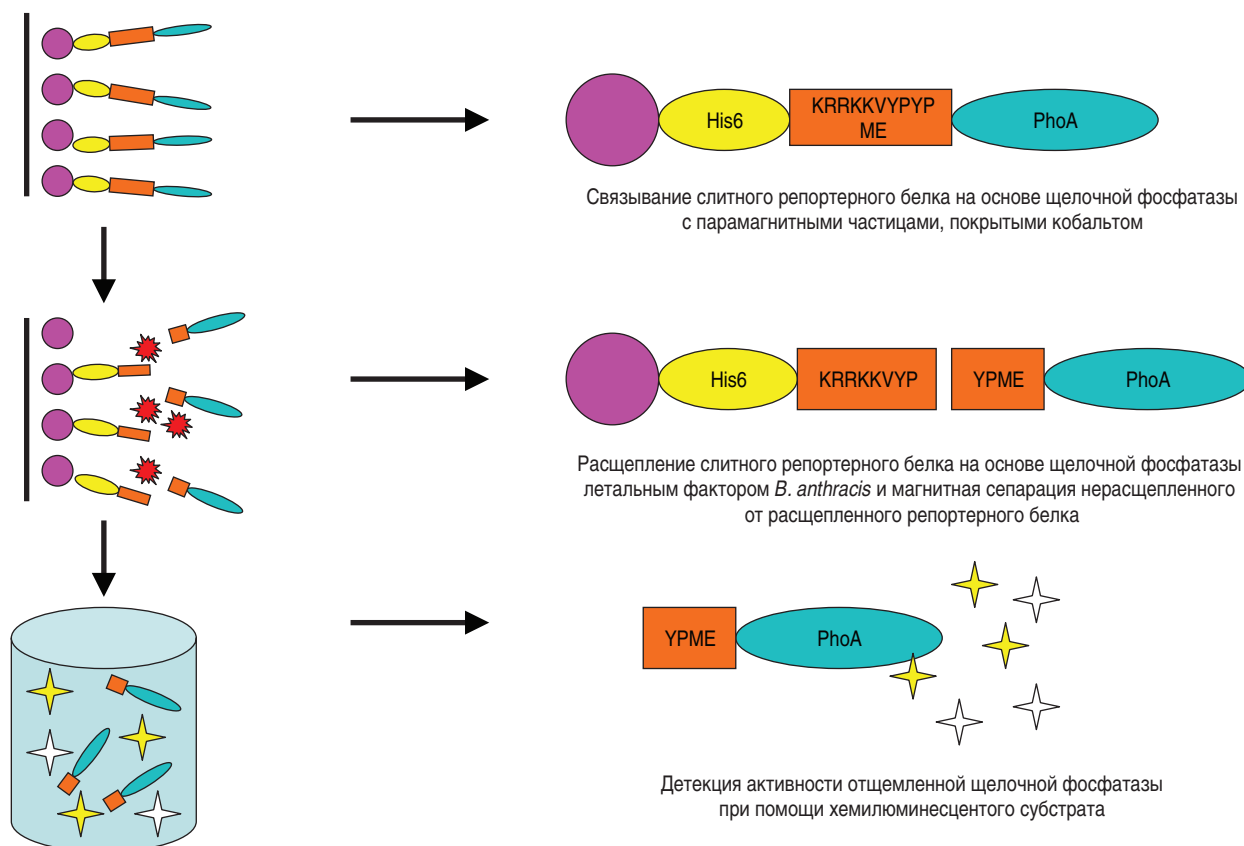 His6
KRRKKVYPYP
ME
PhoA
Связывание слитного репортерного белка на основе щелочной фосфатазы
с парамагнитными частицами, покрытыми кобальтом
His6
KRRKKVYP
YPME
PhoA
Расщепление слитного репортерного белка на основе щелочной фосфатазы
летальным фактором B. anthracis и магнитная сепарация нерасщепленного
от расщепленного репортерного белка
YPME
PhoA
Детекция активности отщемленной щелочной фосфатазы
при помощи хемилюминесцентого субстрата